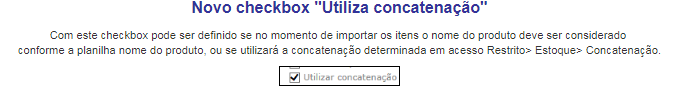 Novo checkbox "Utiliza concatenação"
Com este checkbox pode ser definido se no momento de importar os itens o nome do produto deve ser considerado
conforme a planilha nome do produto, ou se utilizará a concatenação determinada em acesso Restrito> Estoque> Concatenação.
Utilizar concatenação